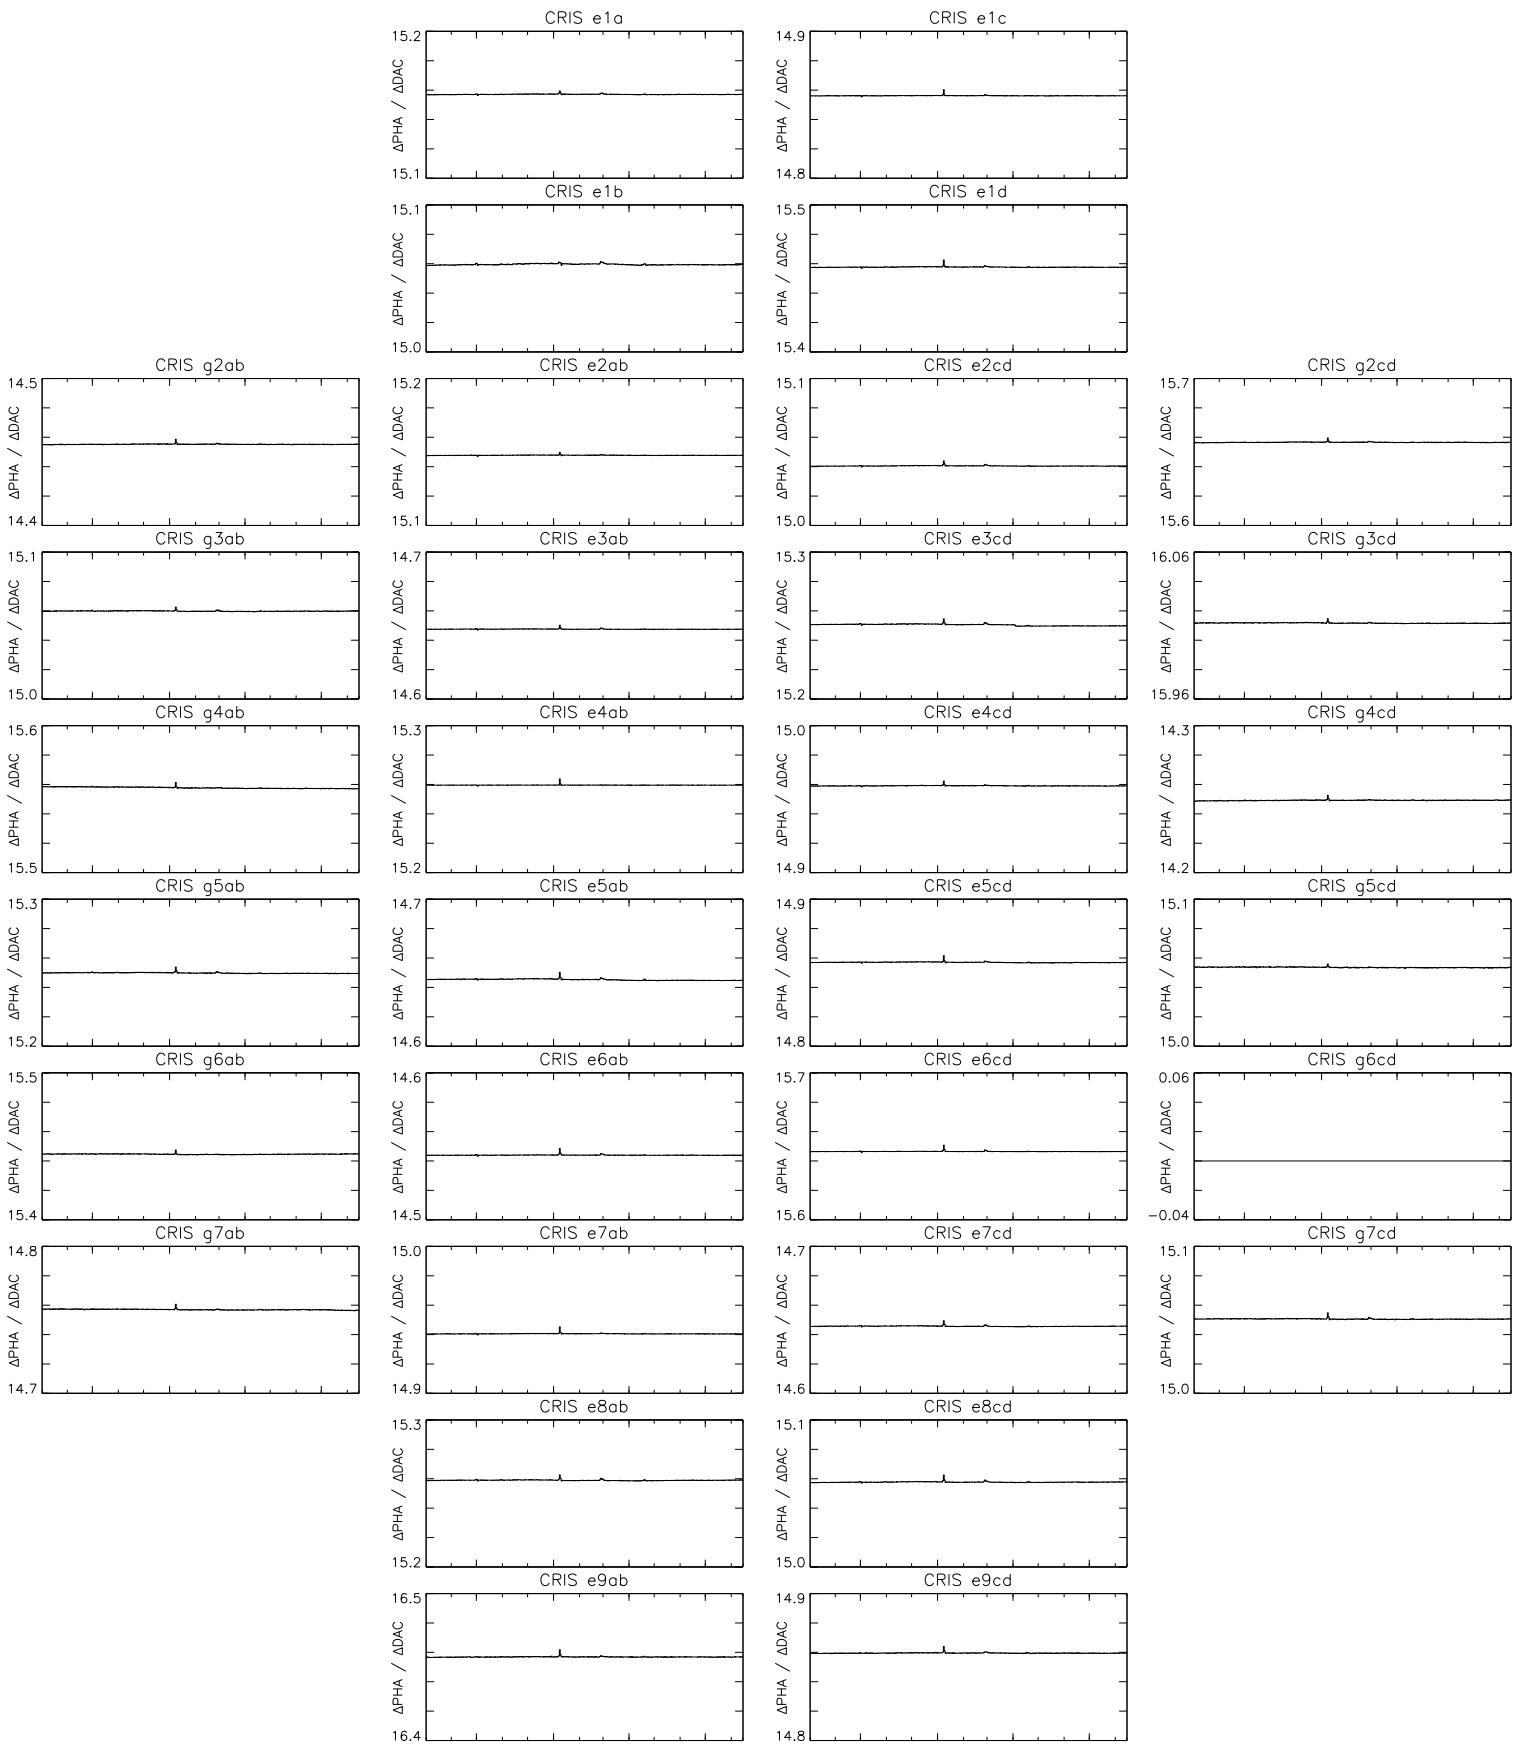 CRIS e1a
CRIS e1c
15.2
ΔPHA / ΔDAC
15.1
14.9
ΔPHA / ΔDAC
14.8
CRIS e1b
CRIS e1d
15.1
ΔPHA / ΔDAC
15.0
15.5
ΔPHA / ΔDAC
15.4
CRIS g2ab
CRIS e2ab
CRIS e2cd
CRIS g2cd
14.5
ΔPHA / ΔDAC
14.4
15.2
ΔPHA / ΔDAC
15.1
15.1
ΔPHA / ΔDAC
15.0
15.7
ΔPHA / ΔDAC
15.6
CRIS g3ab
CRIS e3ab
CRIS e3cd
CRIS g3cd
15.1
ΔPHA / ΔDAC
15.0
14.7
ΔPHA / ΔDAC
14.6
15.3
ΔPHA / ΔDAC
15.2
16.06
ΔPHA / ΔDAC
15.96
CRIS g4ab
CRIS e4ab
CRIS e4cd
CRIS g4cd
15.6
ΔPHA / ΔDAC
15.5
15.3
ΔPHA / ΔDAC
15.2
15.0
ΔPHA / ΔDAC
14.9
14.3
ΔPHA / ΔDAC
14.2
CRIS g5ab
CRIS e5ab
CRIS e5cd
CRIS g5cd
15.3
ΔPHA / ΔDAC
15.2
14.7
ΔPHA / ΔDAC
14.6
14.9
ΔPHA / ΔDAC
14.8
15.1
ΔPHA / ΔDAC
15.0
CRIS g6ab
CRIS e6ab
CRIS e6cd
CRIS g6cd
15.5
ΔPHA / ΔDAC
15.4
14.6
ΔPHA / ΔDAC
14.5
15.7
ΔPHA / ΔDAC
15.6
0.06
ΔPHA / ΔDAC
-0.04
CRIS g7ab
CRIS e7ab
CRIS e7cd
CRIS g7cd
14.8
ΔPHA / ΔDAC
14.7
15.0
ΔPHA / ΔDAC
14.9
14.7
ΔPHA / ΔDAC
14.6
15.1
ΔPHA / ΔDAC
15.0
CRIS e8ab
CRIS e8cd
15.3
ΔPHA / ΔDAC
15.2
15.1
ΔPHA / ΔDAC
15.0
CRIS e9ab
CRIS e9cd
16.5
ΔPHA / ΔDAC
16.4
14.9
ΔPHA / ΔDAC
14.8